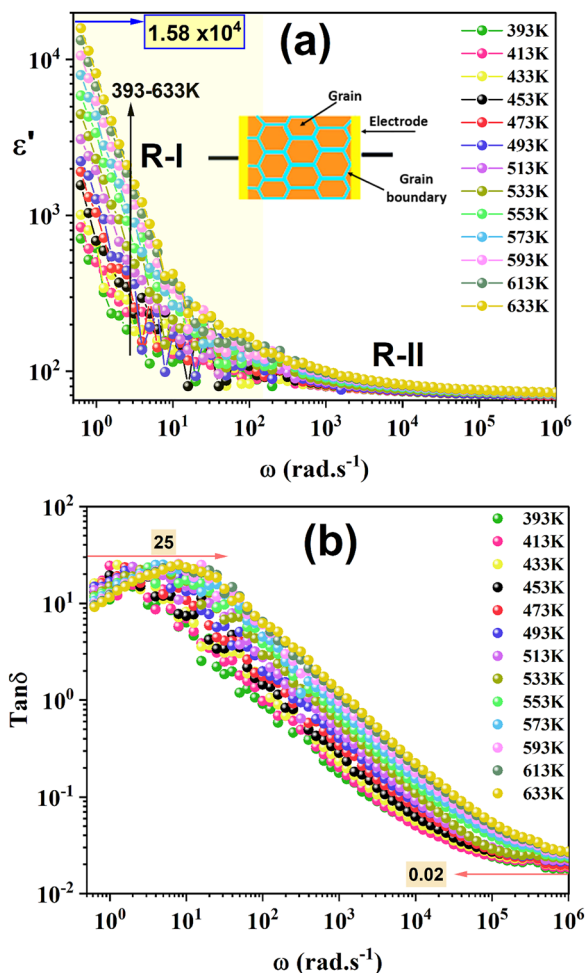 (a)
1.58 x10⁴
10⁴
10³
10²
ε'
393-633K
R-I
R-II
Grain
Electrode
Grain
boundary
393K
413K
433K
453K
473K
493K
513K
533K
553K
573K
593K
613K
633K
10⁰
10¹
10²
10³
10⁴
10⁵
10⁶
ω (rad.s⁻¹)
(b)
25
10²
10¹
10⁰
10⁻¹
10⁻²
Tanδ
393K
413K
433K
453K
473K
493K
513K
533K
553K
573K
593K
613K
633K
0.02
10⁰
10¹
10²
10³
10⁴
10⁵
10⁶
ω (rad.s⁻¹)